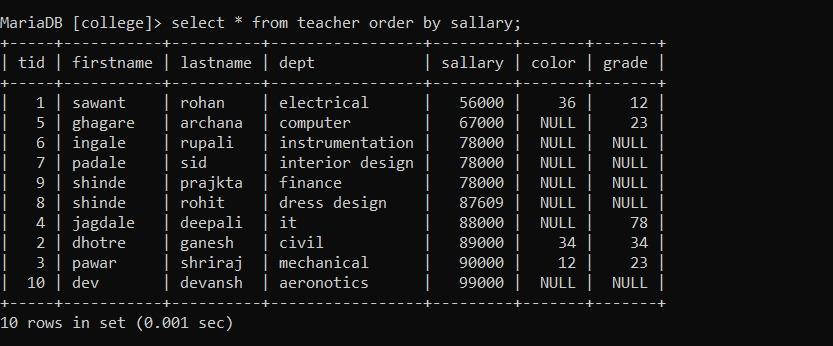 MariaDB [college]> select * from teacher order by sallary;
+-----+-----------+----------+-----------------+---------+-------+-------+
| tid | firstname | lastname | dept            | sallary | color | grade |
+-----+-----------+----------+-----------------+---------+-------+-------+
|   1 | sawant    | rohan    | electrical      |   56000 |    36 |    12 |
|   5 | ghagare   | archana  | computer        |   67000 |  NULL |    23 |
|   6 | ingale    | rupali   | instrumentation |   78000 |  NULL |  NULL |
|   7 | padale    | sid      | interior design |   78000 |  NULL |  NULL |
|   9 | shinde    | prajkta  | finance         |   78000 |  NULL |  NULL |
|   8 | shinde    | rohit    | dress design    |   87609 |  NULL |  NULL |
|   4 | jagdale   | deepali  | it              |   88000 |  NULL |    78 |
|   2 | dhotre    | ganesh   | civil           |   89000 |    34 |    34 |
|   3 | pawar     | shriraj  | mechanical      |   90000 |    12 |    23 |
|  10 | dev       | devansh  | aeronotics      |   99000 |  NULL |  NULL |
+-----+-----------+----------+-----------------+---------+-------+-------+
10 rows in set (0.001 sec)